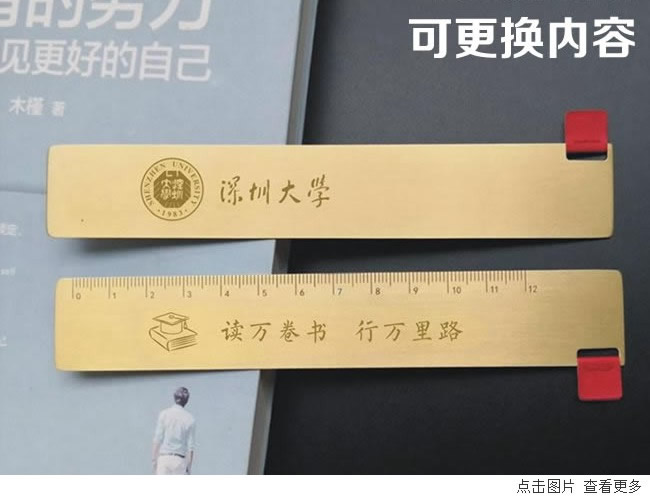 可更换内容
的努力
见更好的自己
木槿 著
SHENZHEN UNIVERSITY
1983
深圳大學
0 1 2 3 4 5 6 7 8 9 10 11 12
读万卷书 行万里路
点击图片 查看更多